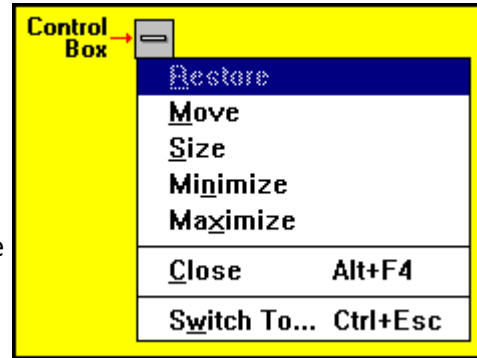 Control
Box
Restore
Move
Size
Minimize
Maximize
e
Close Alt+F4
Switch To... Ctrl+Esc